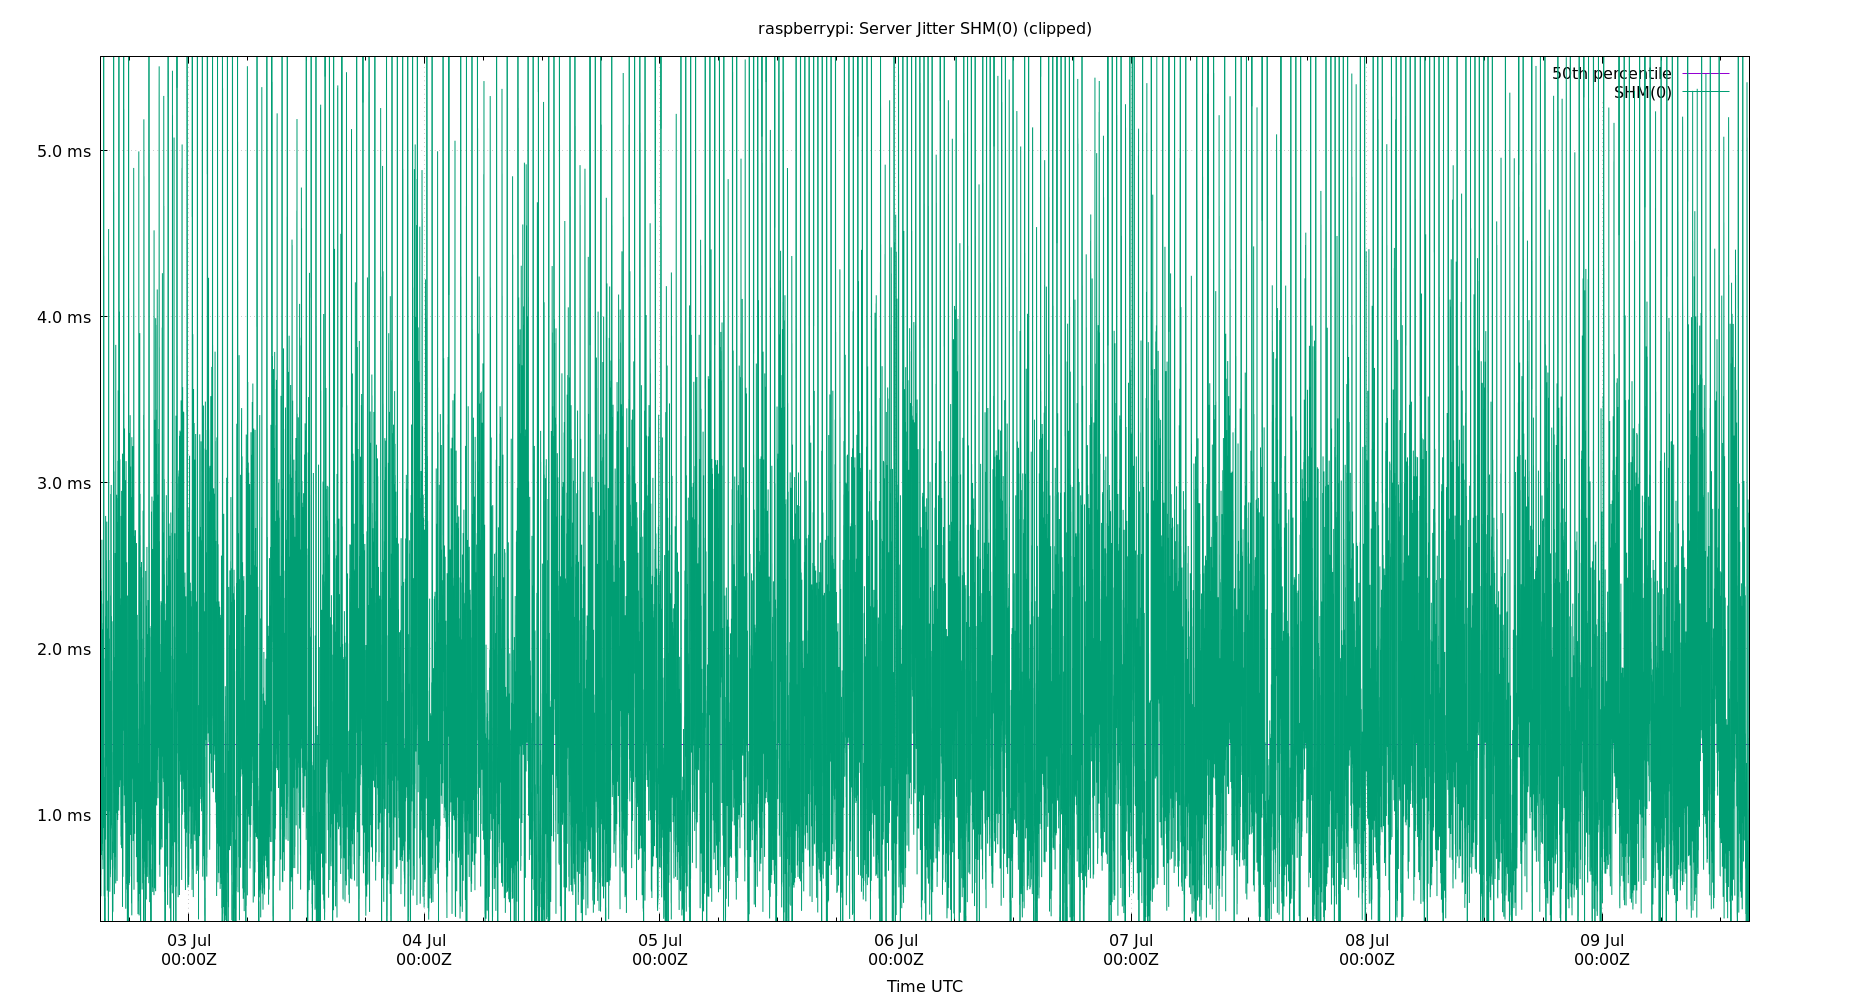 raspberrypi: Server Jitter SHM(0) (clipped)
50th percentile
SHM(0)
5.0 ms
4.0 ms
3.0 ms
2.0 ms
1.0 ms
03 Jul 04 Jul 05 Jul 06 Jul 07 Jul 08 Jul 09 Jul
00:00Z 00:00Z 00:00Z 00:00Z 00:00Z 00:00Z 00:00Z
Time UTC